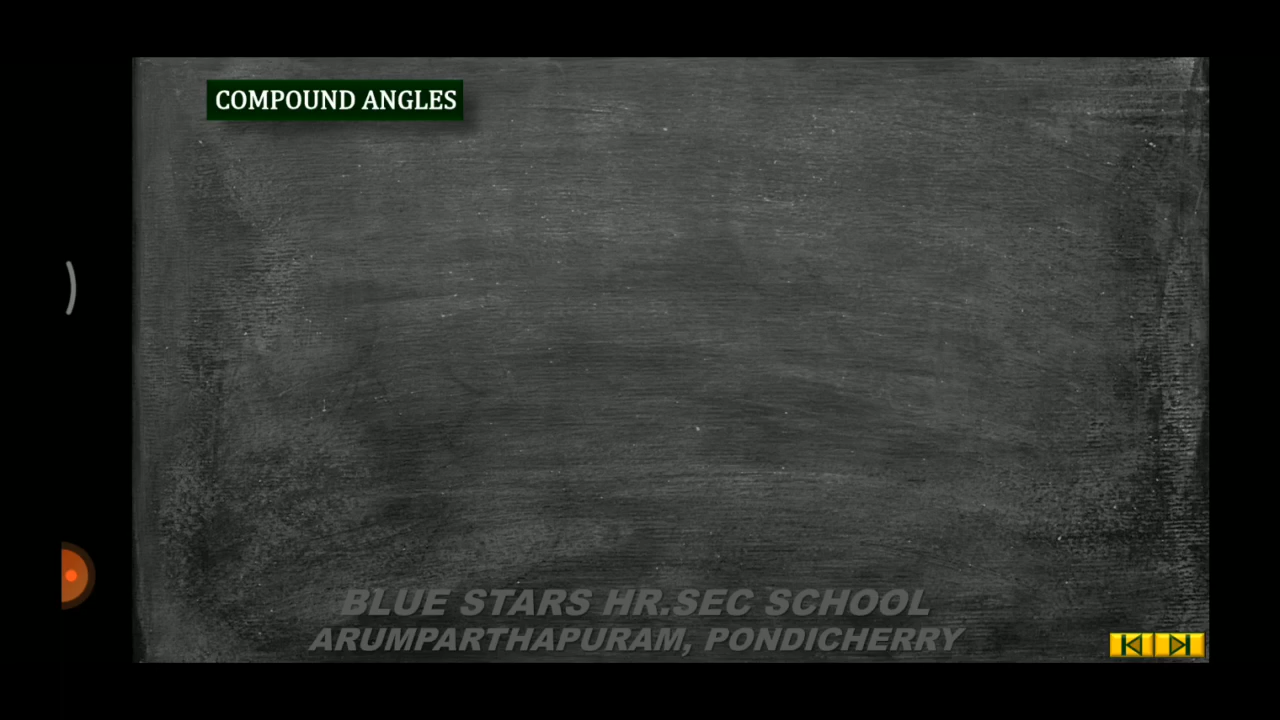 COMPOUND ANGLES
BLUE STARS HR.SEC SCHOOL
ARUMPARTHAPURAM, PONDICHERRY